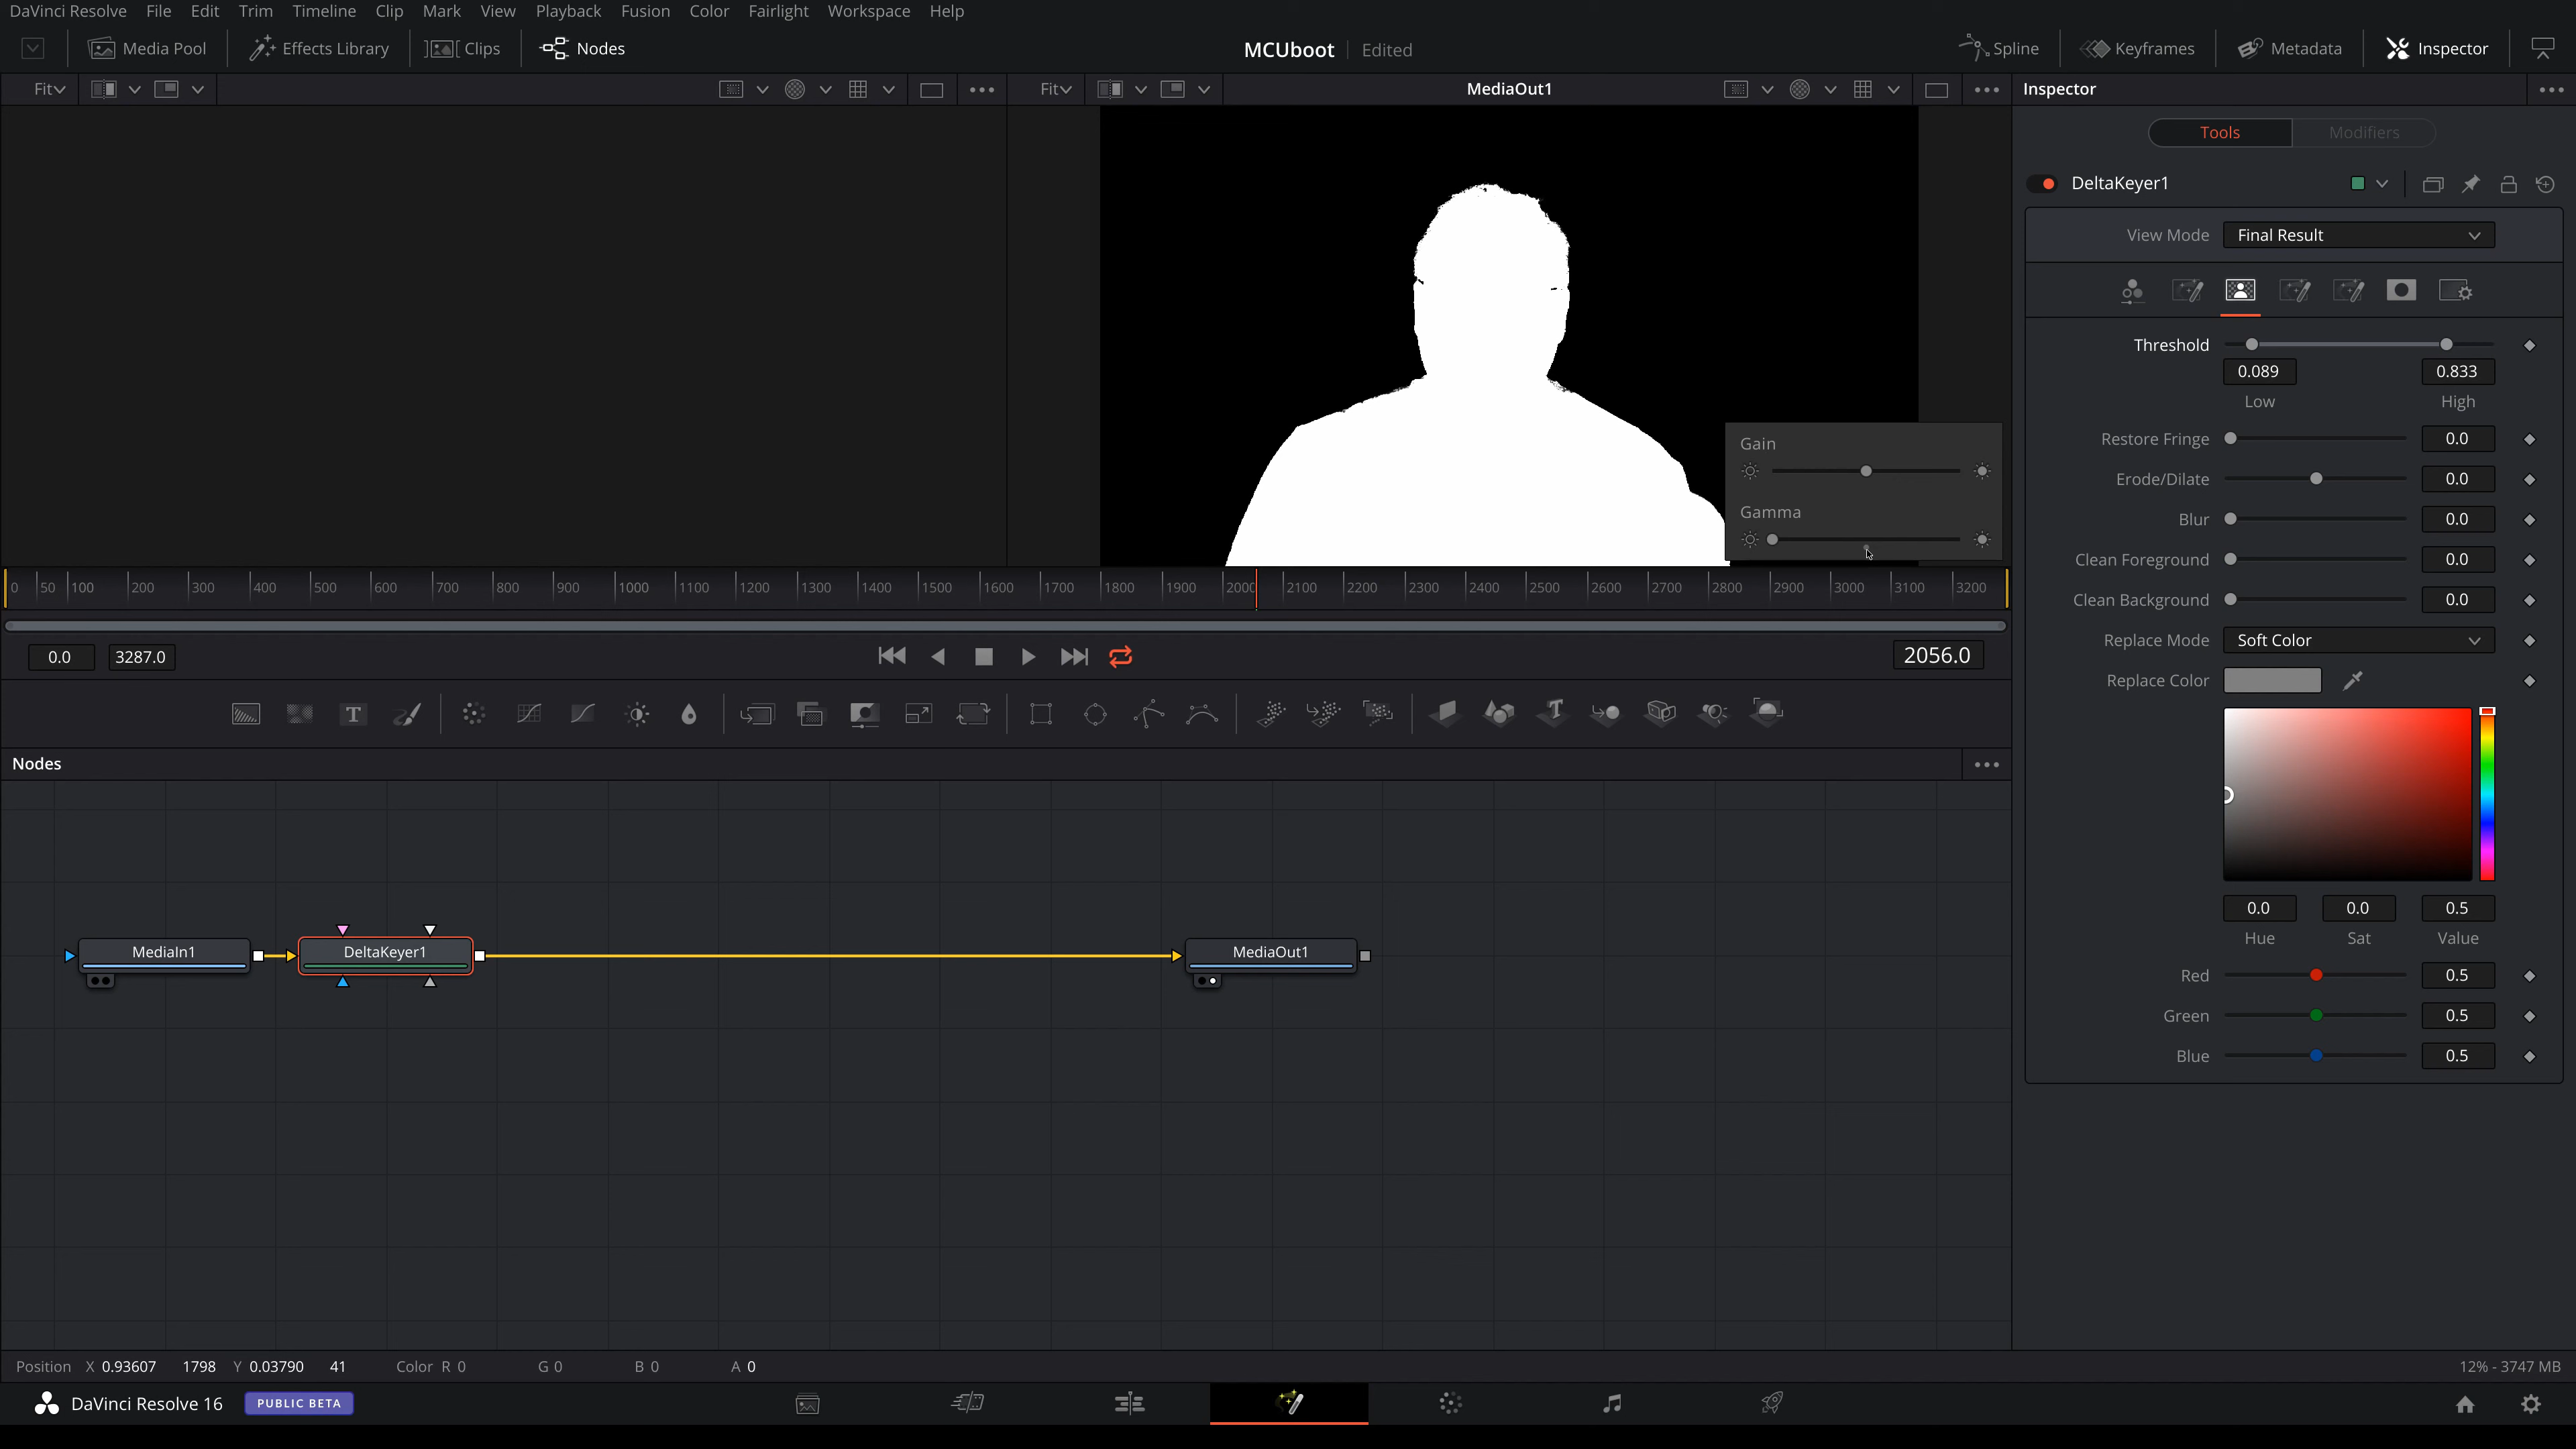 DaVinci Resolve File Edit Trim Timeline Clip Mark View Playback Fusion Color Fairlight Workspace Help
Media Pool Effects Library Clips Nodes MCUboot Edited Spline Keyframes Metadata Inspector
Fit Fit MediaOut1 Inspector
Tools Modifiers
DeltaKeyer1
View Mode Final Result
Threshold
0.089 0.833
Low High
Restore Fringe 0.0
Gain
Erode/Dilate 0.0
Gamma
Blur 0.0
Clean Foreground 0.0
0 50 100 200 300 400 500 600 700 800 900 1000 1100 1200 1300 1400 1500 1600 1700 1800 1900 2000 2100 2200 2300 2400 2500 2600 2700 2800 2900 3000 3100 3200
Clean Background 0.0
Replace Mode Soft Color
0.0 3287.0 2056.0
Replace Color
T T
Nodes
0.0 0.0 0.5
Hue Sat Value
MediaIn1 DeltaKeyer1 MediaOut1
Red 0.5
Green 0.5
Blue 0.5
Position X 0.93607 1798 Y 0.03790 41 Color R 0 G 0 B 0 A 0 12% - 3747 MB
DaVinci Resolve 16 PUBLIC BETA